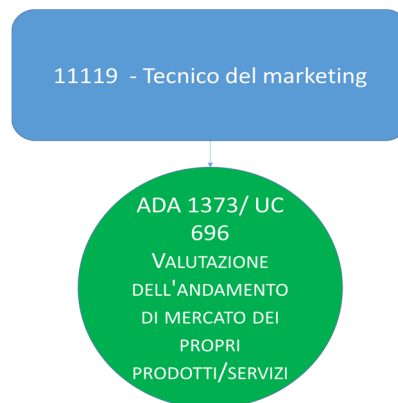 11119 - Tecnico del marketing
ADA 1373/ UC
696
VALUTAZIONE
DELL'ANDAMENTO
DI MERCATO DEI
PROPRI
PRODOTTI/SERVIZI